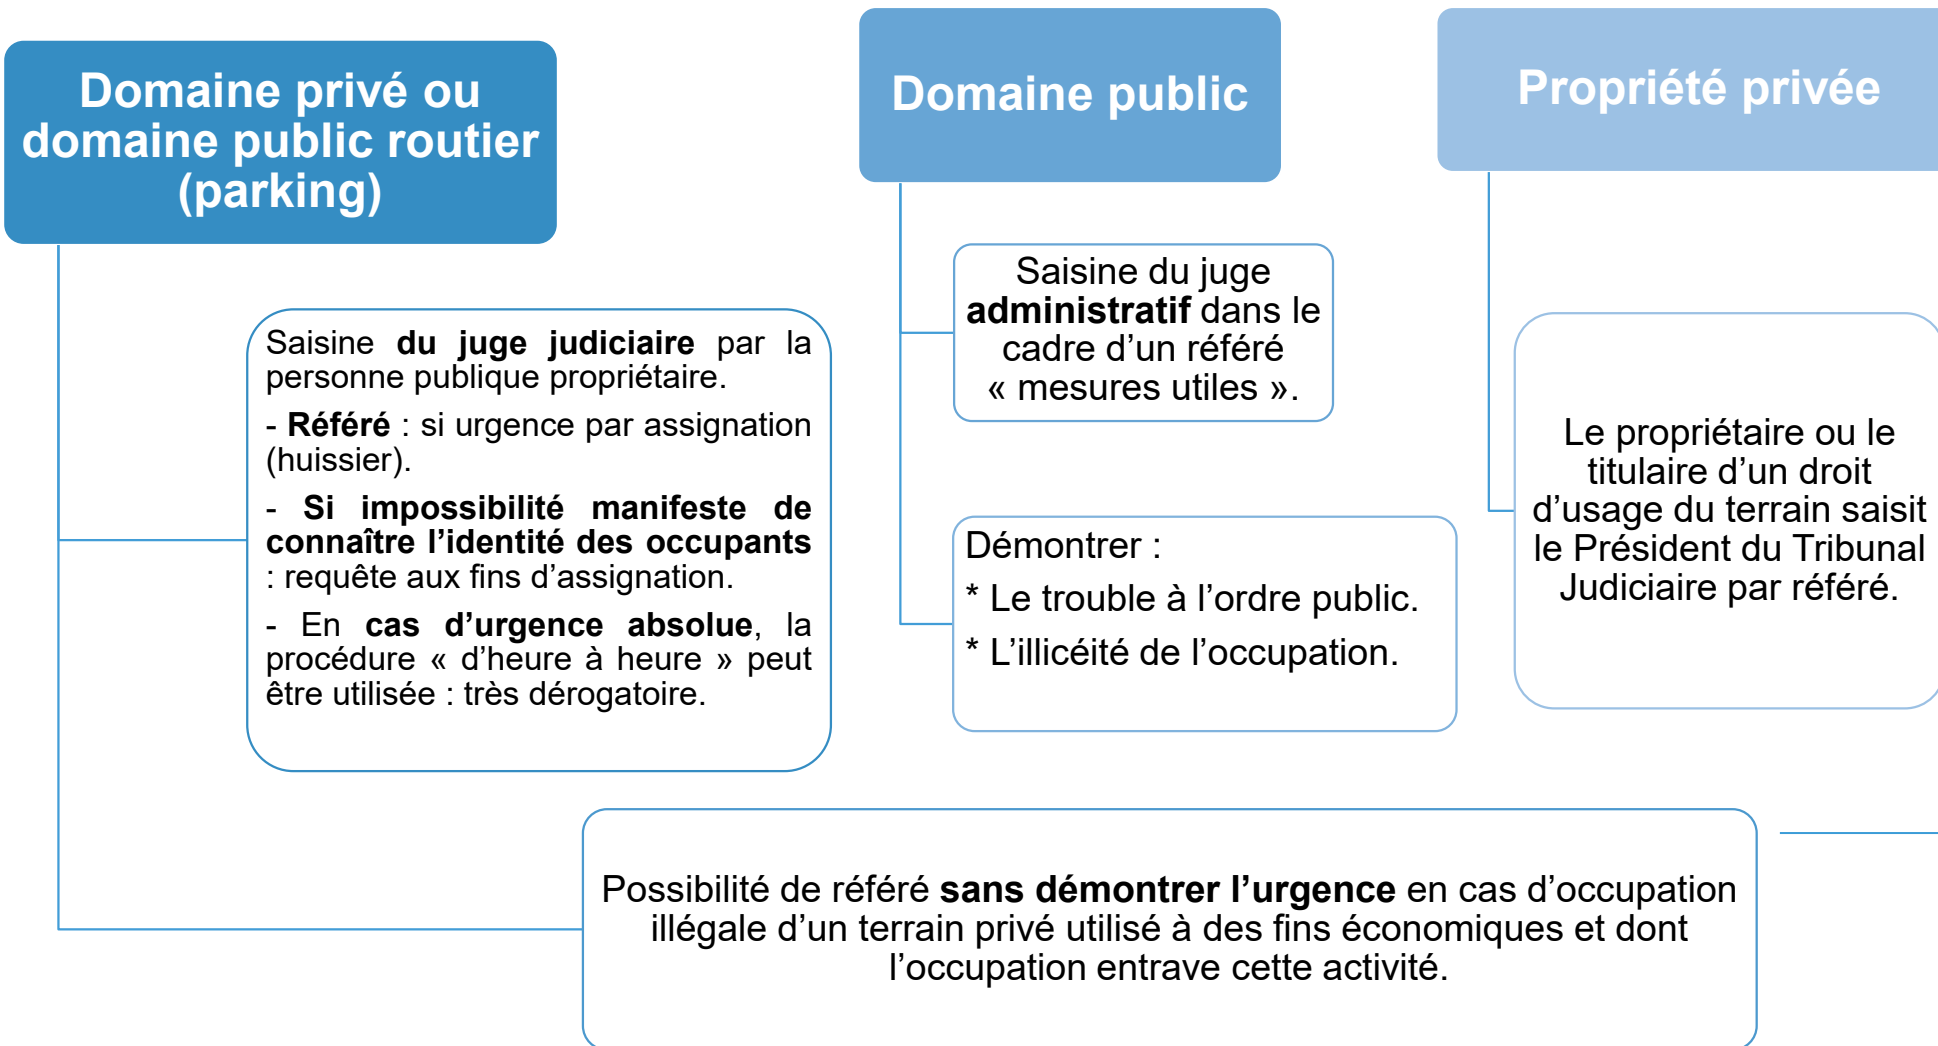 Domaine privé ou
domaine public routier
(parking)
Saisine du juge judiciaire par la
personne publique propriétaire.
- Référé : si urgence par assignation
(huissier).
- Si impossibilité manifeste de
connaître l’identité des occupants
: requête aux fins d’assignation.
- En cas d’urgence absolue, la
procédure « d’heure à heure » peut
être utilisée : très dérogatoire.
Domaine public
Saisine du juge
administratif dans le
cadre d’un référé
« mesures utiles ».
Démontrer :
* Le trouble à l’ordre public.
* L’illicéité de l’occupation.
Propriété privée
Le propriétaire ou le
titulaire d’un droit
d’usage du terrain saisit
le Président du Tribunal
Judiciaire par référé.
Possibilité de référé sans démontrer l’urgence en cas d’occupation
illégale d’un terrain privé utilisé à des fins économiques et dont
l’occupation entrave cette activité.